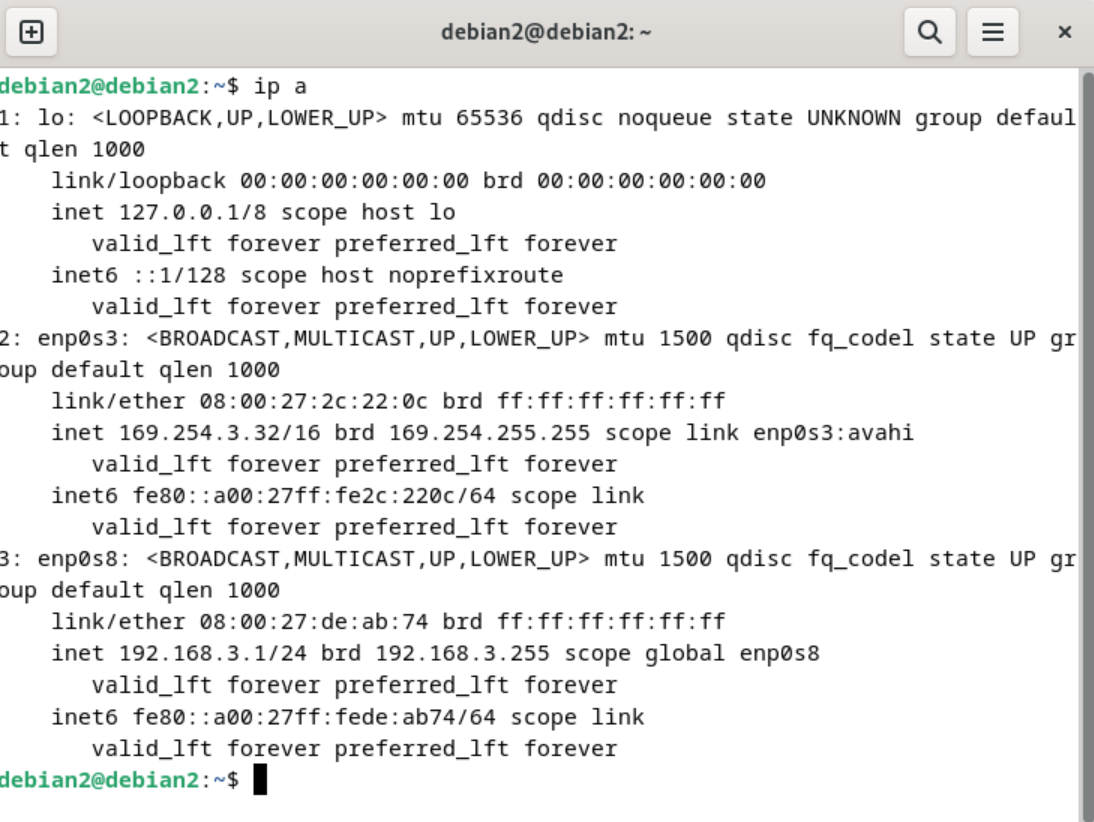 debian2@debian2: ~
debian2@debian2:~$ ip a
1: lo: <LOOPBACK,UP,LOWER_UP> mtu 65536 qdisc noqueue state UNKNOWN group defaul
t qlen 1000
    link/loopback 00:00:00:00:00:00 brd 00:00:00:00:00:00
    inet 127.0.0.1/8 scope host lo
       valid_lft forever preferred_lft forever
    inet6 ::1/128 scope host noprefixroute
       valid_lft forever preferred_lft forever
2: enp0s3: <BROADCAST,MULTICAST,UP,LOWER_UP> mtu 1500 qdisc fq_codel state UP gr
oup default qlen 1000
    link/ether 08:00:27:2c:22:0c brd ff:ff:ff:ff:ff:ff
    inet 169.254.3.32/16 brd 169.254.255.255 scope link enp0s3:avahi
       valid_lft forever preferred_lft forever
    inet6 fe80::a00:27ff:fe2c:220c/64 scope link
       valid_lft forever preferred_lft forever
3: enp0s8: <BROADCAST,MULTICAST,UP,LOWER_UP> mtu 1500 qdisc fq_codel state UP gr
oup default qlen 1000
    link/ether 08:00:27:de:ab:74 brd ff:ff:ff:ff:ff:ff
    inet 192.168.3.1/24 brd 192.168.3.255 scope global enp0s8
       valid_lft forever preferred_lft forever
    inet6 fe80::a00:27ff:fede:ab74/64 scope link
       valid_lft forever preferred_lft forever
debian2@debian2:~$